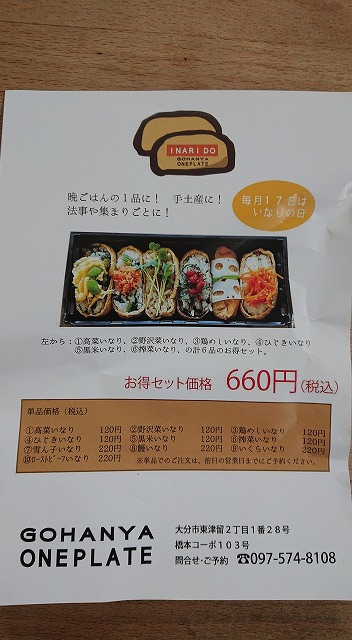 INARI DO
GOHANYA
ONEPLATE
晩ごはんの1品に! 手土産に!
法事や集まりごとに!
毎月17日は
いなりの日
左から:①高菜いなり、②野沢菜いなり、③鶏めしいなり、④ひじきいなり
⑤黒米いなり、⑥搾菜いなり、の計6品のお得セット。
お得セット価格 660円(税込)
単品価格(税込)
①高菜いなり 120円 ②野沢菜いなり 120円 ③鶏めしいなり 120円
④ひじきいなり 120円 ⑤黒米いなり 120円 ⑥搾菜いなり 120円
⑦雪ん子いなり 220円 ⑧鰻いなり 220円 ⑨いくらいなり 220円
⑩ローストビーフいなり 220円 ※単品でのご注文は、前日の営業日までにご予約ください。
GOHANYA
ONEPLATE
大分市東津留2丁目1番28号
橋本コーポ103号
問合せ・ご予約 ☎097-574-8108